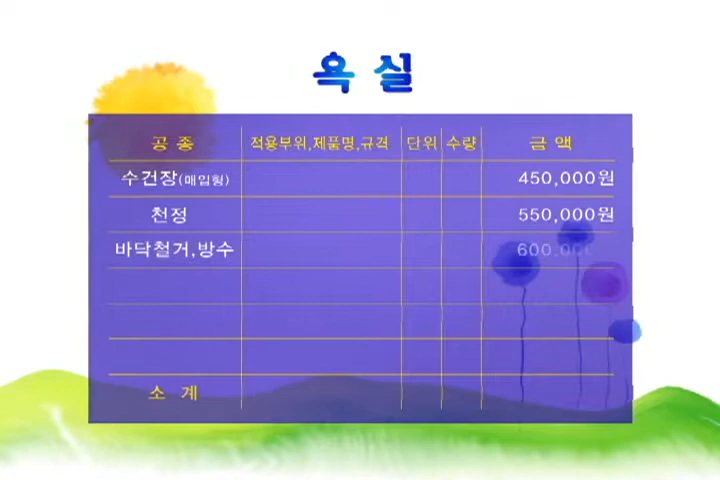 욕실
공종 적용부위,제품명,규격 단위 수량 금액
수건장(매입형) 450,000원
천정 550,000원
바닥철거,방수 600,000
소 계